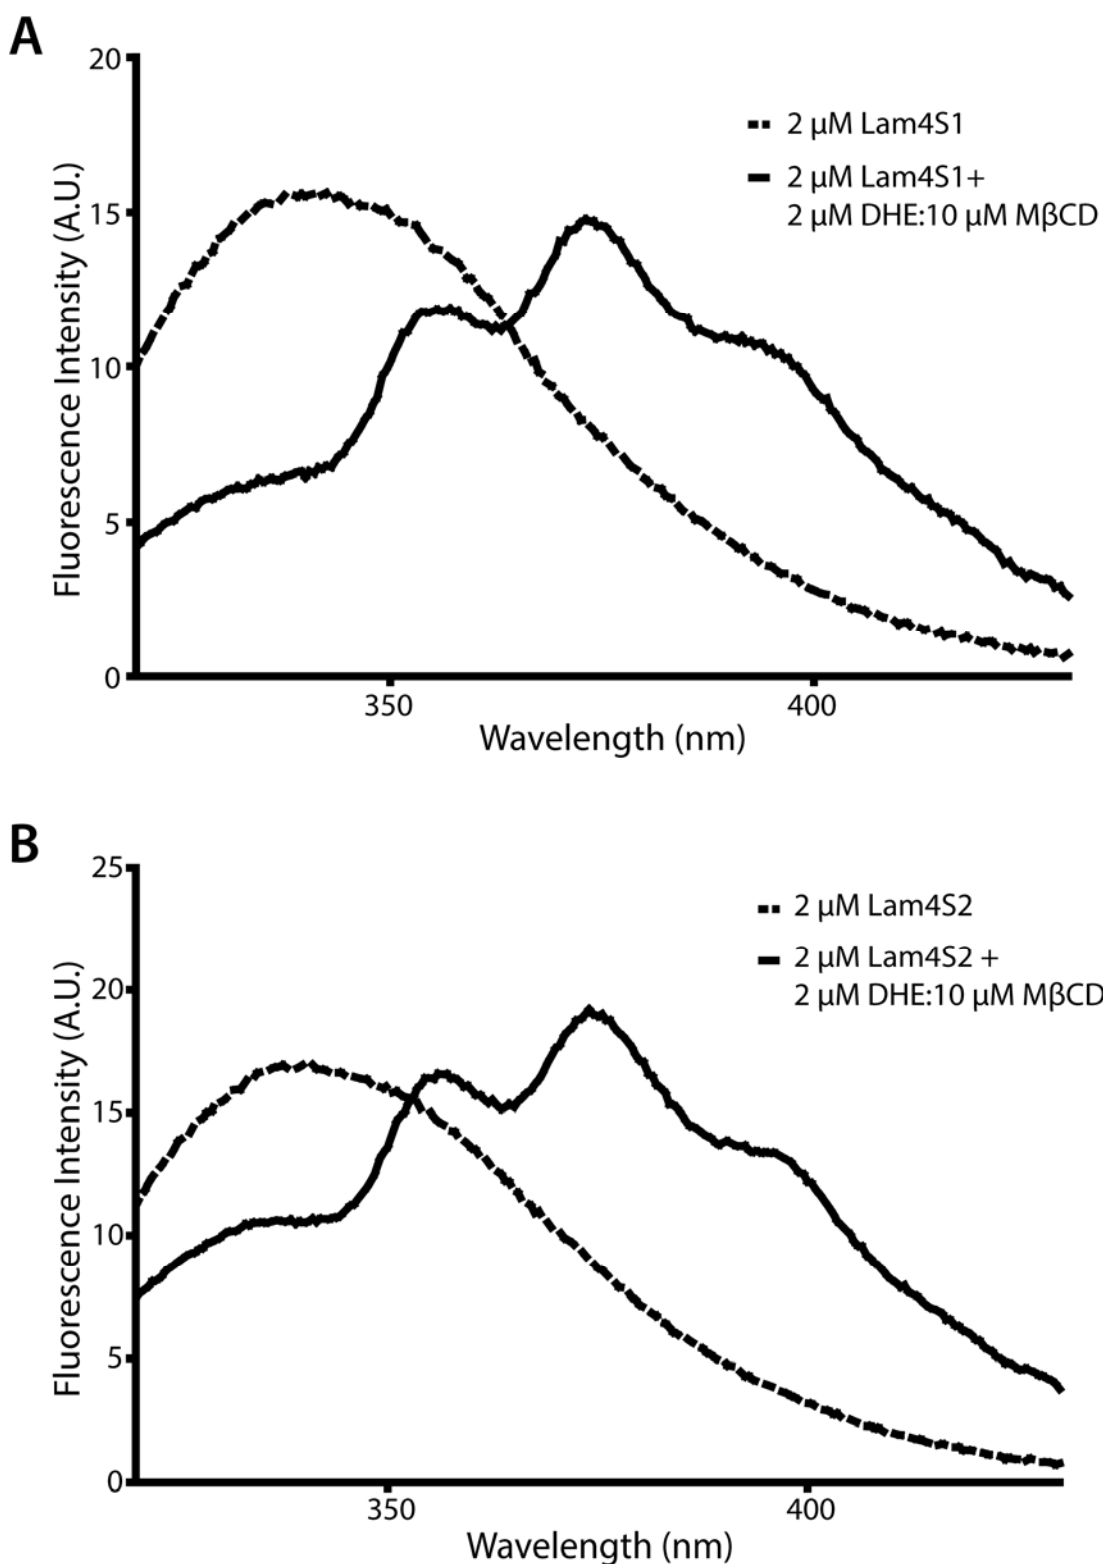 A
20
15
10
5
0
Fluorescence Intensity (A.U.)
2 μM Lam4S1
2 μM Lam4S1+
2 μM DHE:10 μM MβCD
350
400
Wavelength (nm)
B
25
20
15
10
5
0
Fluorescence Intensity (A.U.)
2 μM Lam4S2
2 μM Lam4S2 +
2 μM DHE:10 μM MβCD
350
400
Wavelength (nm)